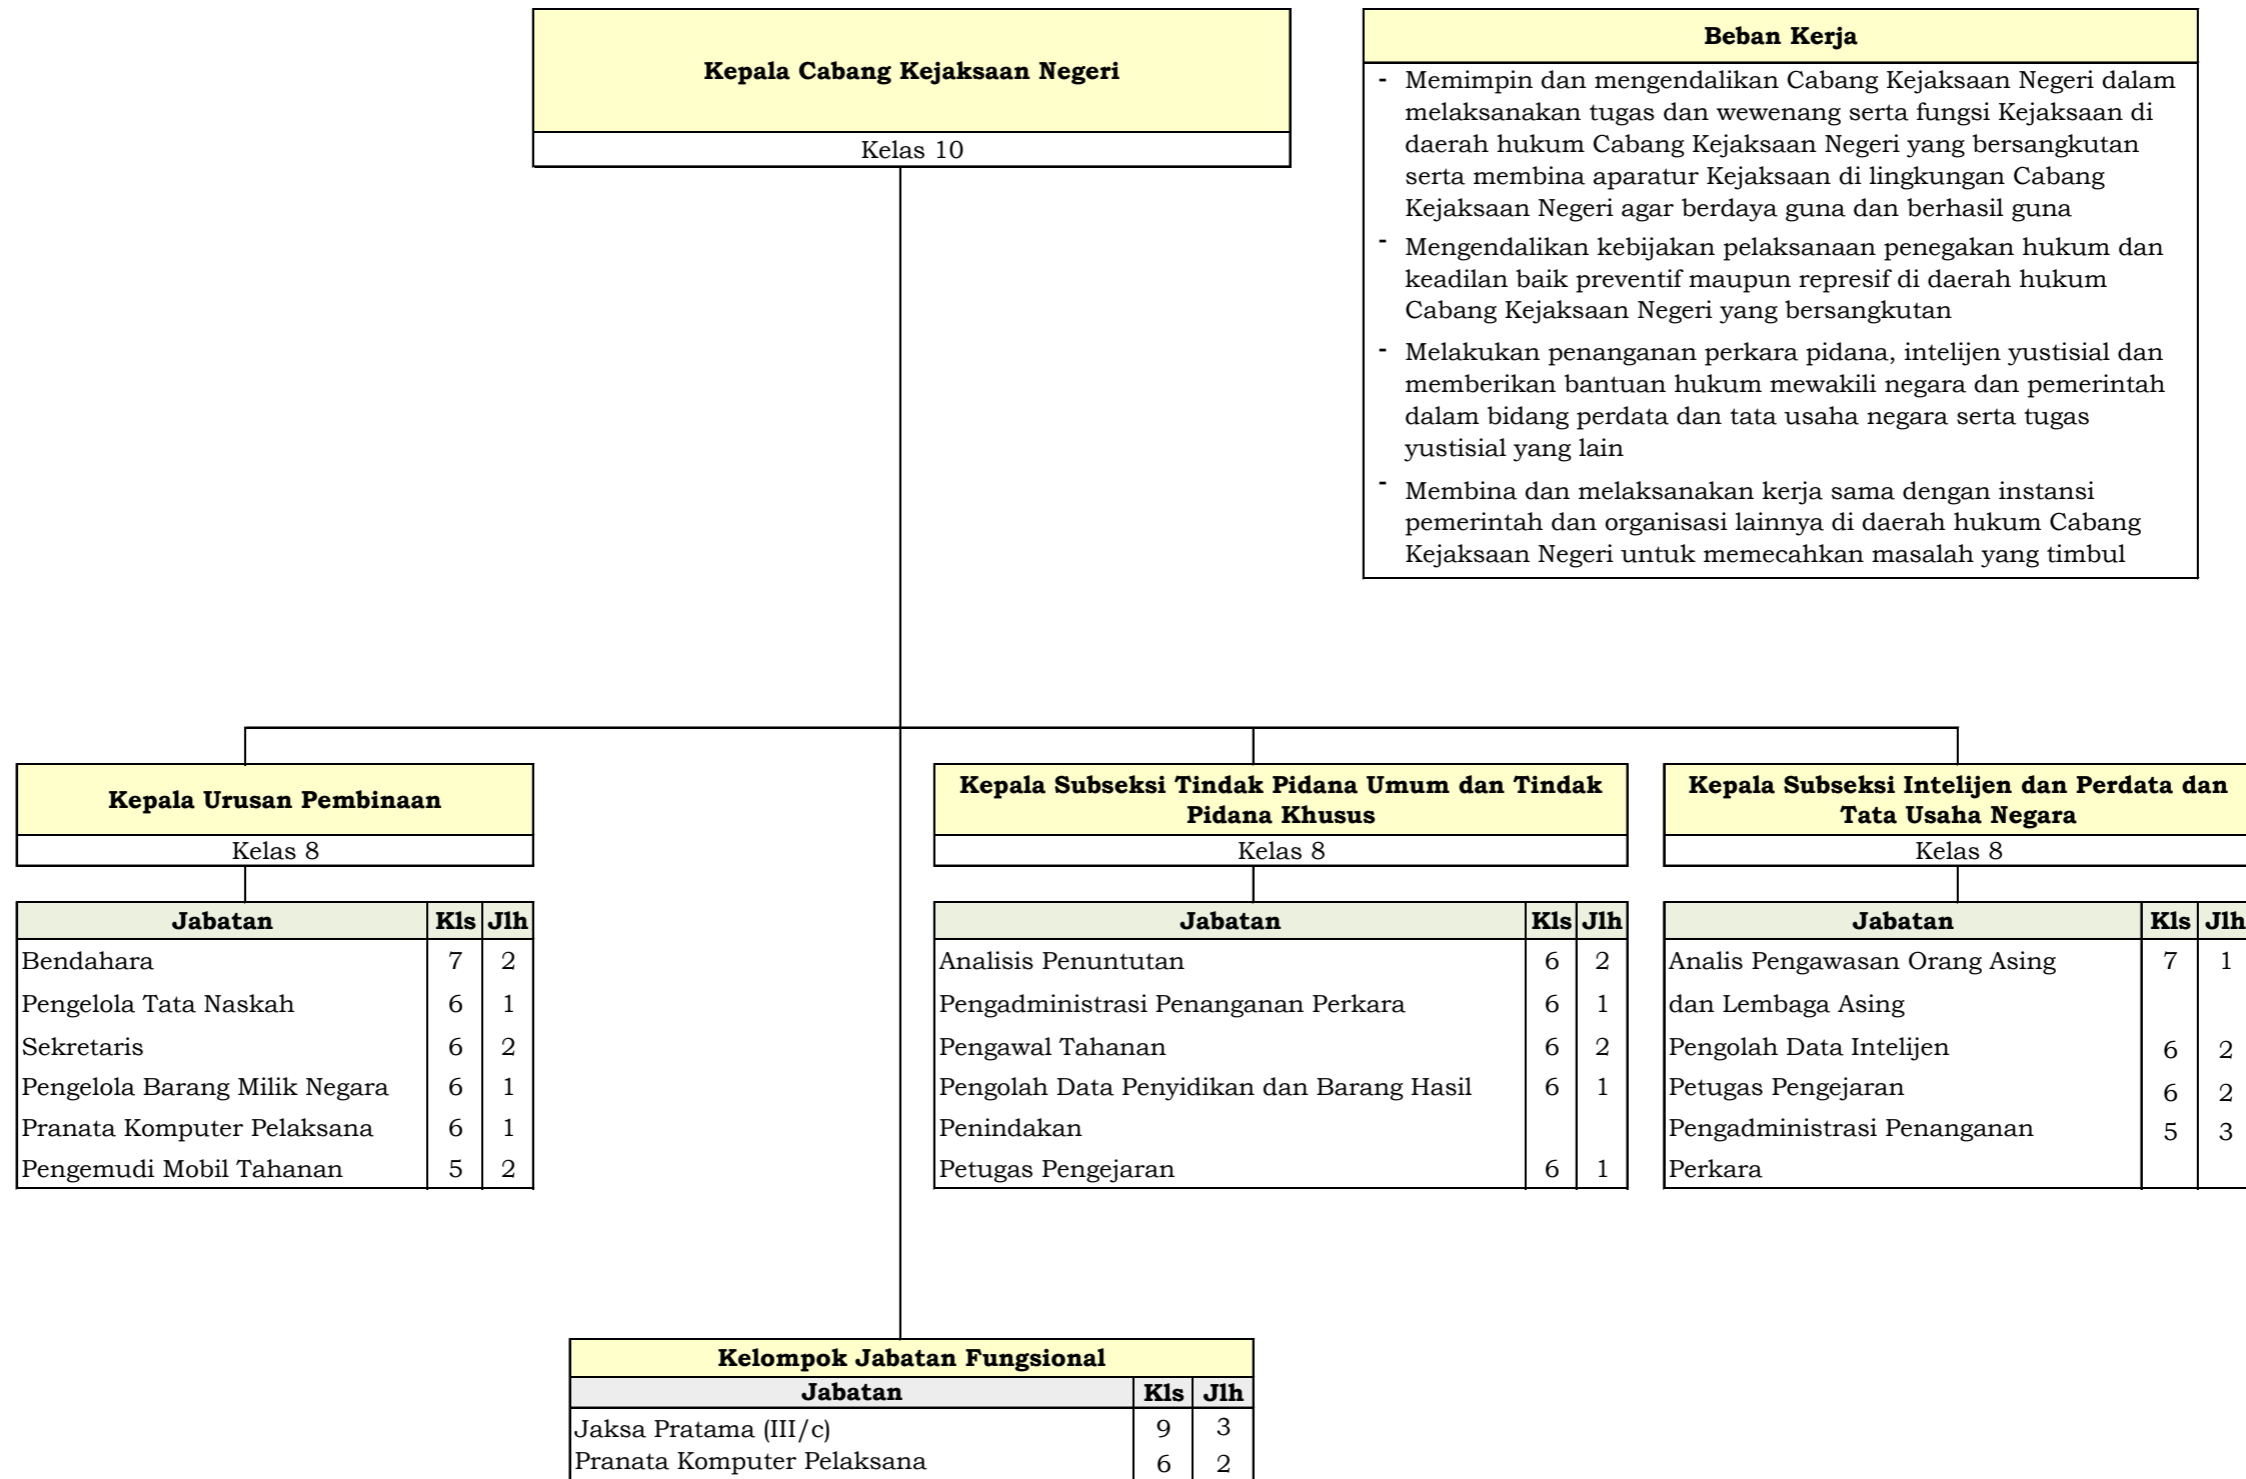 Kepala Cabang Kejaksaan Negeri
Kelas 10
Beban Kerja
- Memimpin dan mengendalikan Cabang Kejaksaan Negeri dalam
melaksanakan tugas dan wewenang serta fungsi Kejaksaan di
daerah hukum Cabang Kejaksaan Negeri yang bersangkutan
serta membina aparatur Kejaksaan di lingkungan Cabang
Kejaksaan Negeri agar berdaya guna dan berhasil guna
- Mengendalikan kebijakan pelaksanaan penegakan hukum dan
keadilan baik preventif maupun represif di daerah hukum
Cabang Kejaksaan Negeri yang bersangkutan
- Melakukan penanganan perkara pidana, intelijen yustisial dan
memberikan bantuan hukum mewakili negara dan pemerintah
dalam bidang perdata dan tata usaha negara serta tugas
yustisial yang lain
- Membina dan melaksanakan kerja sama dengan instansi
pemerintah dan organisasi lainnya di daerah hukum Cabang
Kejaksaan Negeri untuk memecahkan masalah yang timbul
Kepala Urusan Pembinaan
Kelas 8
Jabatan Kls Jlh
Bendahara 7 2
Pengelola Tata Naskah 6 1
Sekretaris 6 2
Pengelola Barang Milik Negara 6 1
Pranata Komputer Pelaksana 6 1
Pengemudi Mobil Tahanan 5 2
Kepala Subseksi Tindak Pidana Umum dan Tindak
Pidana Khusus
Kelas 8
Jabatan Kls Jlh
Analisis Penuntutan 6 2
Pengadministrasi Penanganan Perkara 6 1
Pengawal Tahanan 6 2
Pengolah Data Penyidikan dan Barang Hasil 6 1
Penindakan
Petugas Pengejaran 6 1
Kepala Subseksi Intelijen dan Perdata dan
Tata Usaha Negara
Kelas 8
Jabatan Kls Jlh
Analis Pengawasan Orang Asing 7 1
dan Lembaga Asing
Pengolah Data Intelijen 6 2
Petugas Pengejaran 6 2
Pengadministrasi Penanganan 5 3
Perkara
Kelompok Jabatan Fungsional
Jabatan Kls Jlh
Jaksa Pratama (III/c) 9 3
Pranata Komputer Pelaksana 6 2